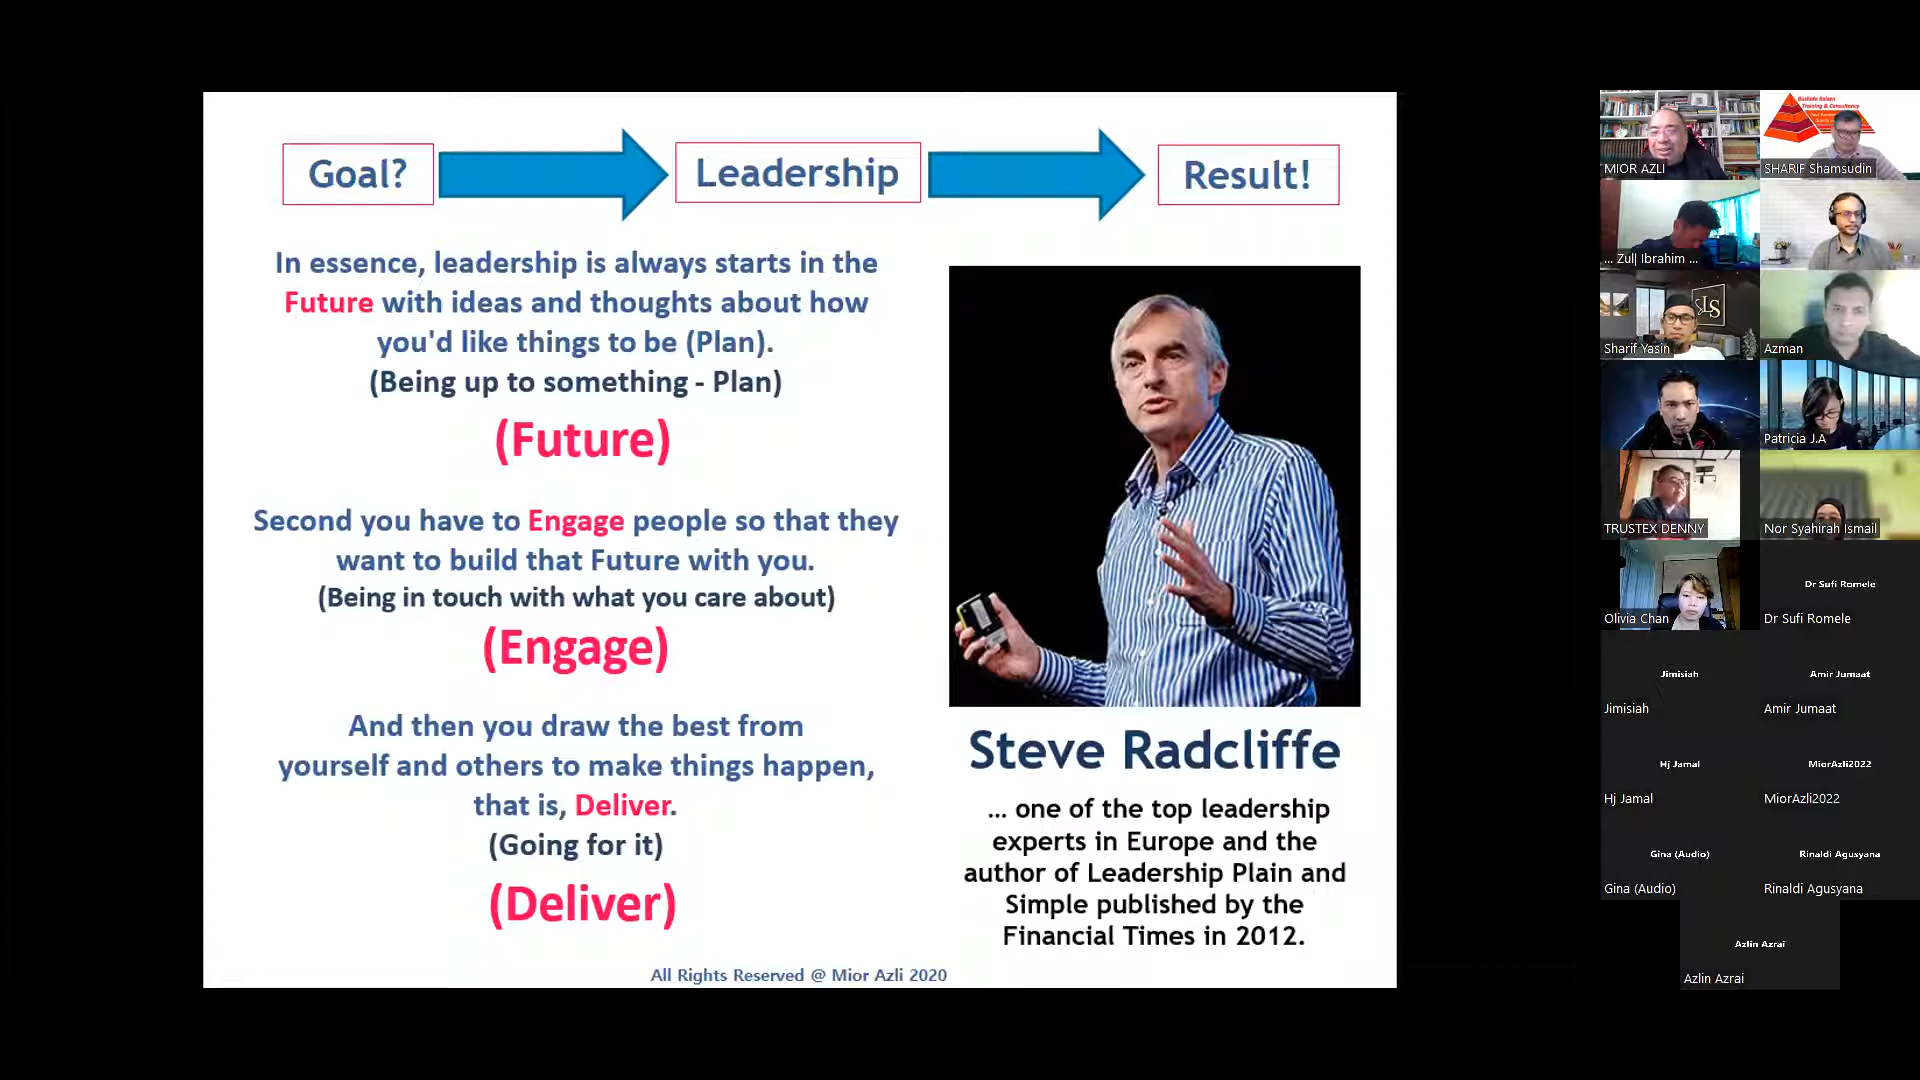 Goal?
Leadership
Result!
In essence, leadership is always starts in the
Future with ideas and thoughts about how
you'd like things to be (Plan).
(Being up to something - Plan)
(Future)
Second you have to Engage people so that they
want to build that Future with you.
(Being in touch with what you care about)
(Engage)
And then you draw the best from
yourself and others to make things happen,
that is, Deliver.
(Going for it)
(Deliver)
Steve Radcliffe
... one of the top leadership
experts in Europe and the
author of Leadership Plain and
Simple published by the
Financial Times in 2012.
All Rights Reserved @ Mior Azli 2020
MIOR AZLI
Bushido Kaizen
Training & Consultancy
SHARIF Shamsudin
... Zul| Ibrahim ...
LS
Sharif Yasin
Azman
Patricia J.A
TRUSTEX DENNY
Nor Syahirah Ismail
Olivia Chan
Dr Sufi Romele
Dr Sufi Romele
Jimisiah
Jimisiah
Amir Jumaat
Amir Jumaat
Hj Jamal
Hj Jamal
MiorAzli2022
MiorAzli2022
Gina (Audio)
Gina (Audio)
Rinaldi Agusyana
Rinaldi Agusyana
Azlin Azrai
Azlin Azrai